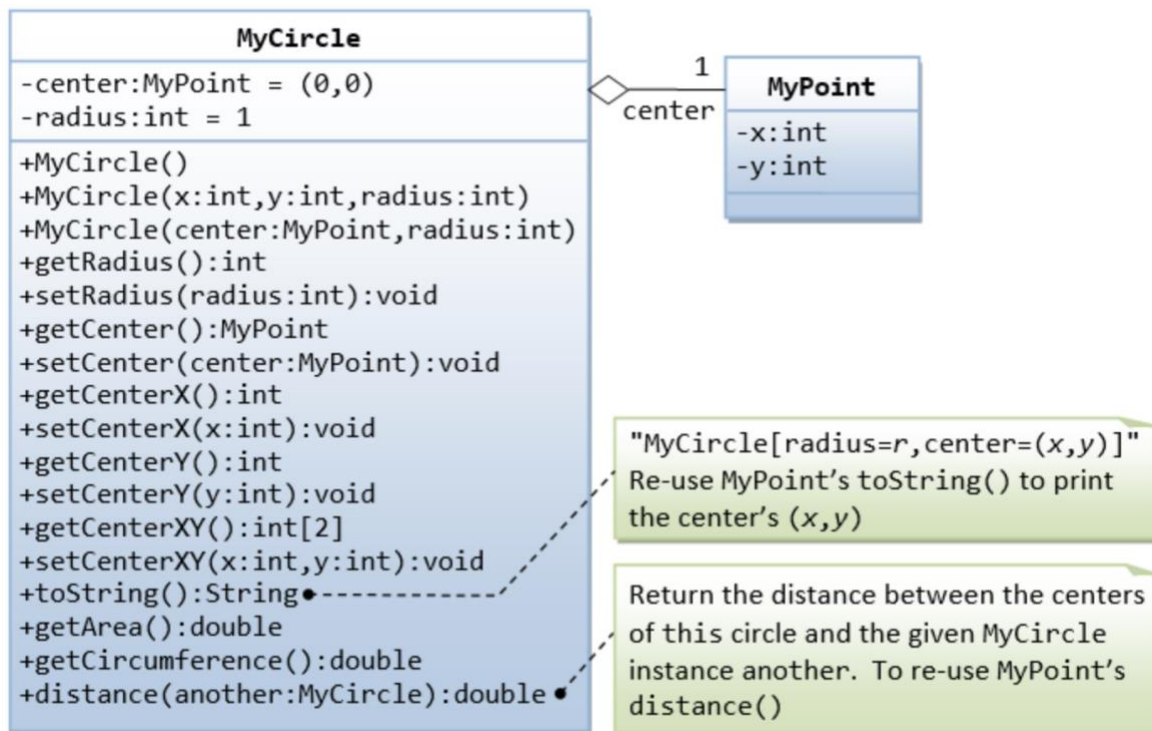 MyCircle
-center:MyPoint = (0,0)
-radius:int = 1
+MyCircle()
+MyCircle(x:int,y:int,radius:int)
+MyCircle(center:MyPoint,radius:int)
+getRadius():int
+setRadius(radius:int):void
+getCenter():MyPoint
+setCenter(center:MyPoint):void
+getCenterX():int
+setCenterX(x:int):void
+getCenterY():int
+setCenterY(y:int):void
+getCenterXY():int[2]
+setCenterXY(x:int,y:int):void
+toString():String
+getArea():double
+getCircumference():double
+distance(another:MyCircle):double
1
center
MyPoint
-x:int
-y:int
"MyCircle[radius=r,center=(x,y)]"
Re-use MyPoint's toString() to print
the center's (x,y)
Return the distance between the centers
of this circle and the given MyCircle
instance another. To re-use MyPoint's
distance()